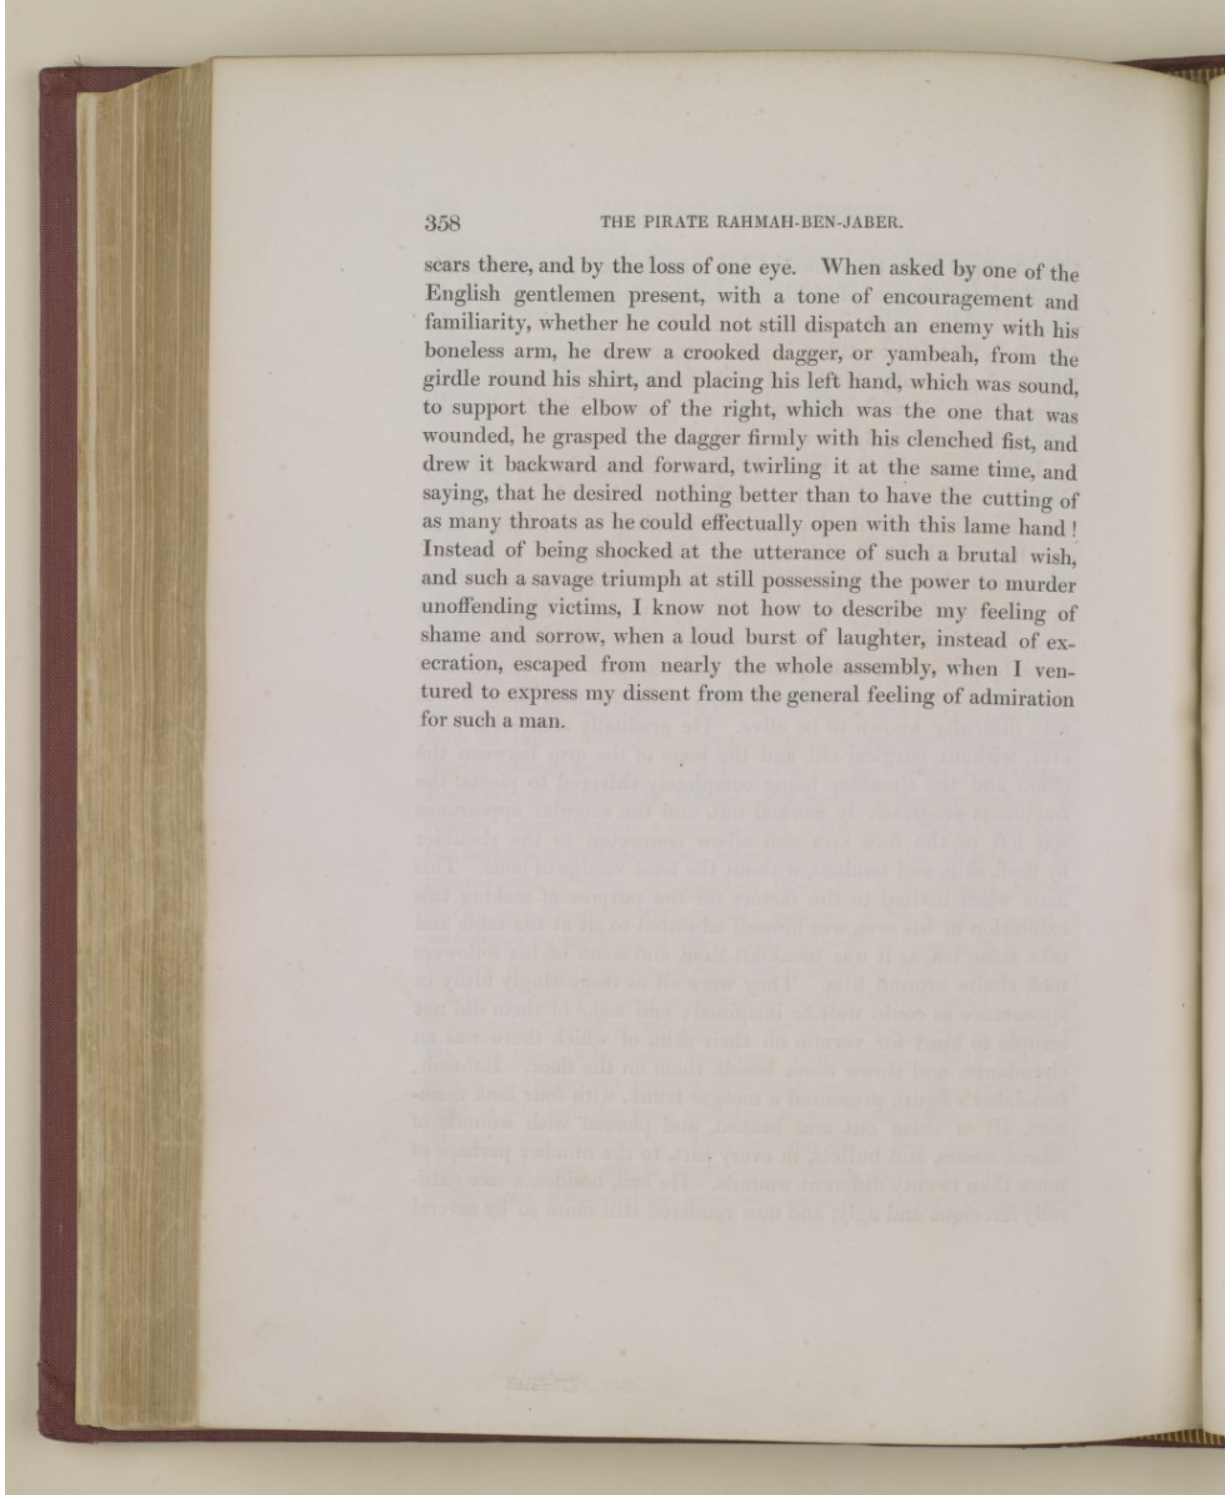 358 THE PIRATE RAHMAH-BEN-JABER.
scars there, and by the loss of one eye. When asked by one of the
English gentlemen present, with a tone of encouragement and
familiarity, whether he could not still dispatch an enemy with his
boneless arm, he drew a crooked dagger, or yambeah, from the
girdle round his shirt, and placing his left hand, which was sound,
to support the elbow of the right, which was the one that was
wounded, he grasped the dagger firmly with his clenched fist, and
drew it backward and forward, twirling it at the same time, and
saying, that he desired nothing better than to have the cutting of
as many throats as he could effectually open with this lame hand !
Instead of being shocked at the utterance of such a brutal wish,
and such a savage triumph at still possessing the power to murder
unoffending victims, I know not how to describe my feeling of
shame and sorrow, when a loud burst of laughter, instead of ex-
ecration, escaped from nearly the whole assembly, when I ven-
tured to express my dissent from the general feeling of admiration
for such a man.